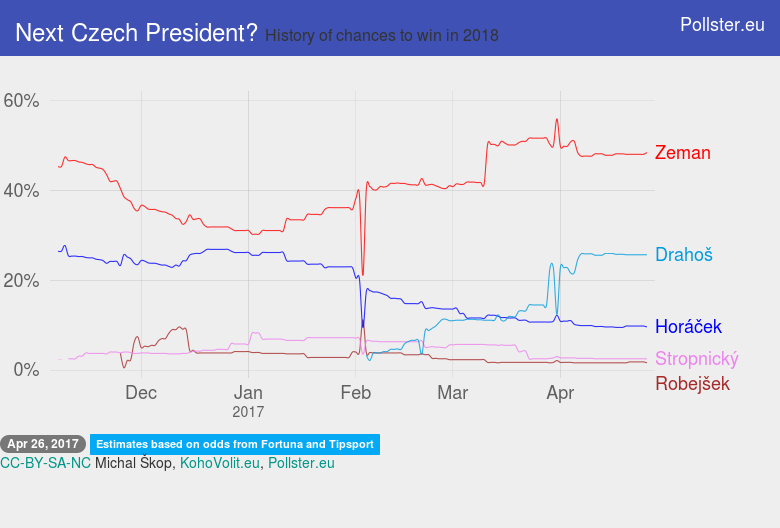 Next Czech President? History of chances to win in 2018
Pollster.eu
60%
40%
20%
0%
Zeman
Drahoš
Horáček
Stropnický
Robejšek
Dec Jan Feb Mar Apr
2017
Apr 26, 2017 Estimates based on odds from Fortuna and Tipsport
CC-BY-SA-NC Michal Škop, KohoVolit.eu, Pollster.eu